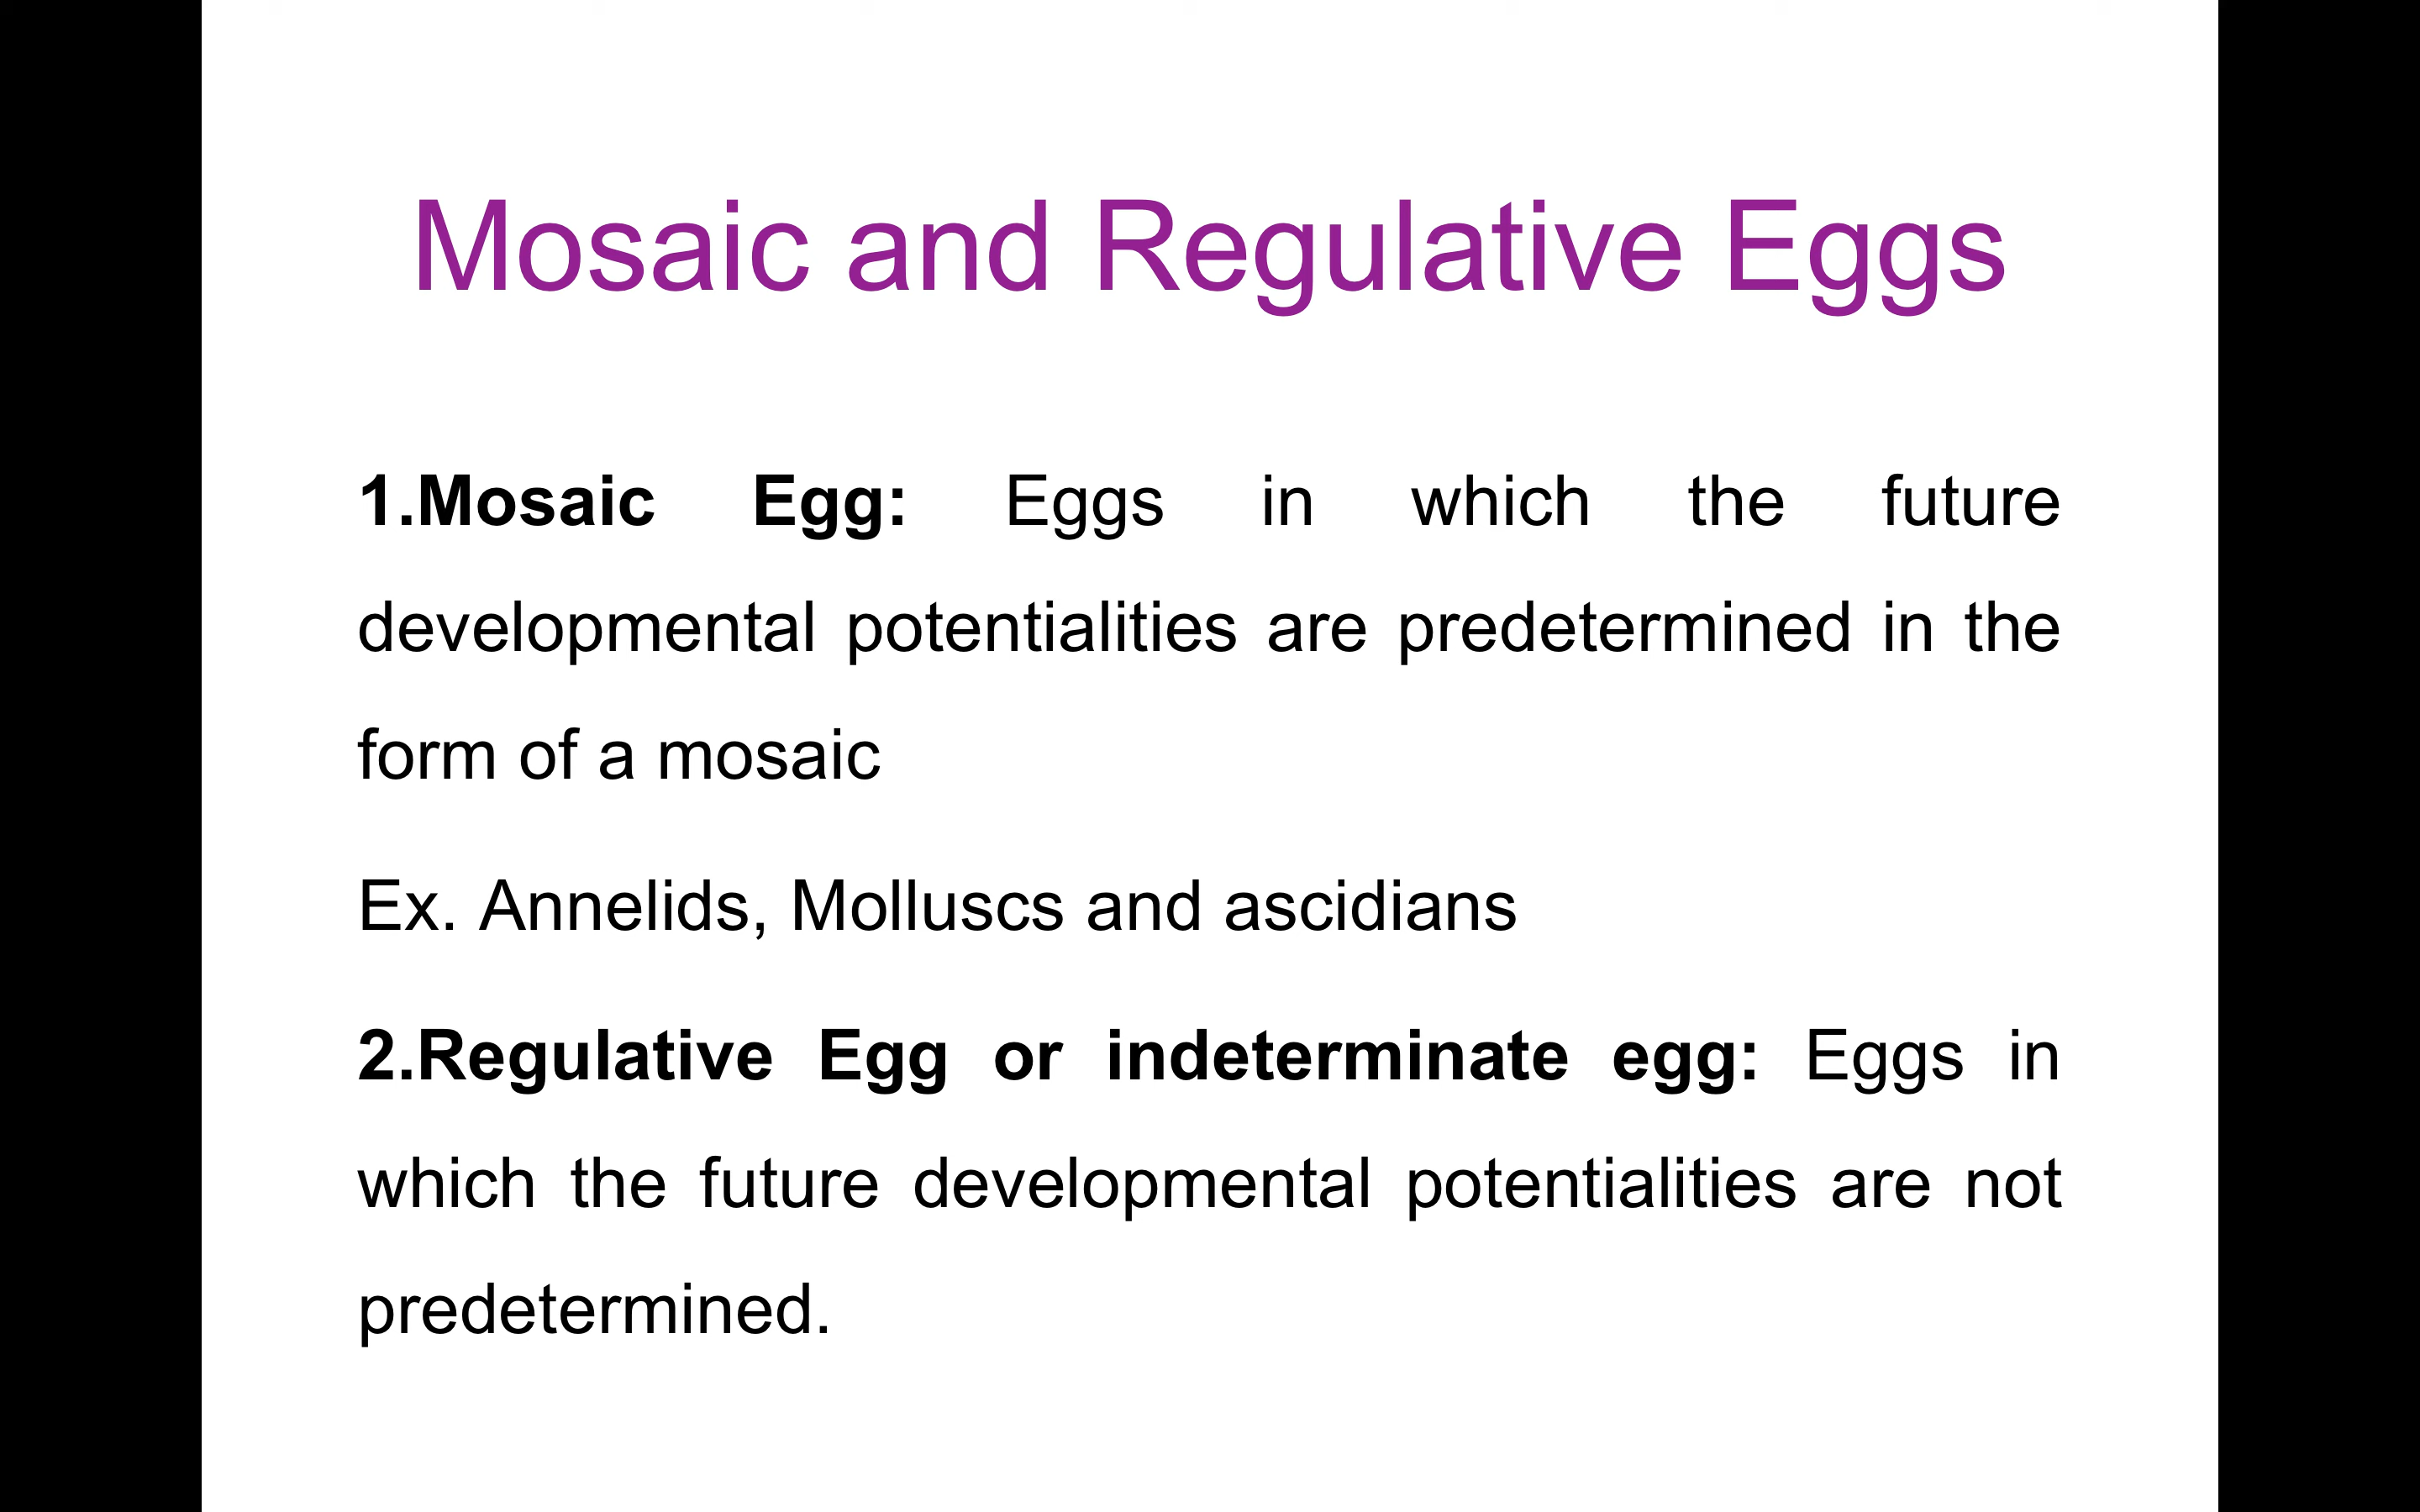 Mosaic and Regulative Eggs
1.Mosaic Egg: Eggs in which the future
developmental potentialities are predetermined in the
form of a mosaic
Ex. Annelids, Molluscs and ascidians
2.Regulative Egg or indeterminate egg: Eggs in
which the future developmental potentialities are not
predetermined.